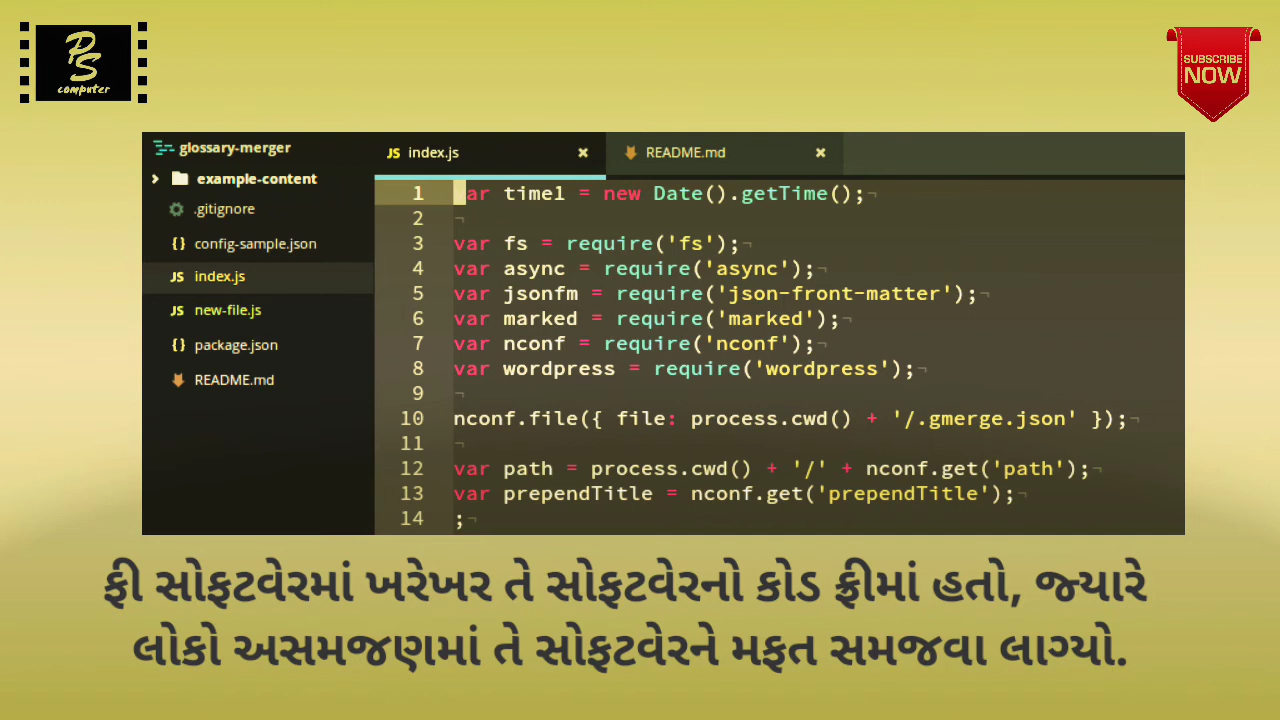 PS
computer
SUBSCRIBE
NOW
glossary-merger
example-content
.gitignore
config-sample.json
index.js
new-file.js
package.json
README.md
index.js
README.md
1 var time1 = new Date().getTime();¬
2 ¬
3 var fs = require('fs');¬
4 var async = require('async');¬
5 var jsonfm = require('json-front-matter');¬
6 var marked = require('marked');¬
7 var nconf = require('nconf');¬
8 var wordpress = require('wordpress');¬
9 ¬
10 nconf.file({ file: process.cwd() + '/.gmerge.json' });¬
11 ¬
12 var path = process.cwd() + '/' + nconf.get('path');¬
13 var prependTitle = nconf.get('prependTitle');¬
14 ;¬
ફી સોફટવેરમાં ખરેખર તે સોફટવેરનો કોડ ફ્રીમાં હતો, જ્યારે
લોકો અસમજણમાં તે સોફટવેરને મફત સમજવા લાગ્યો.